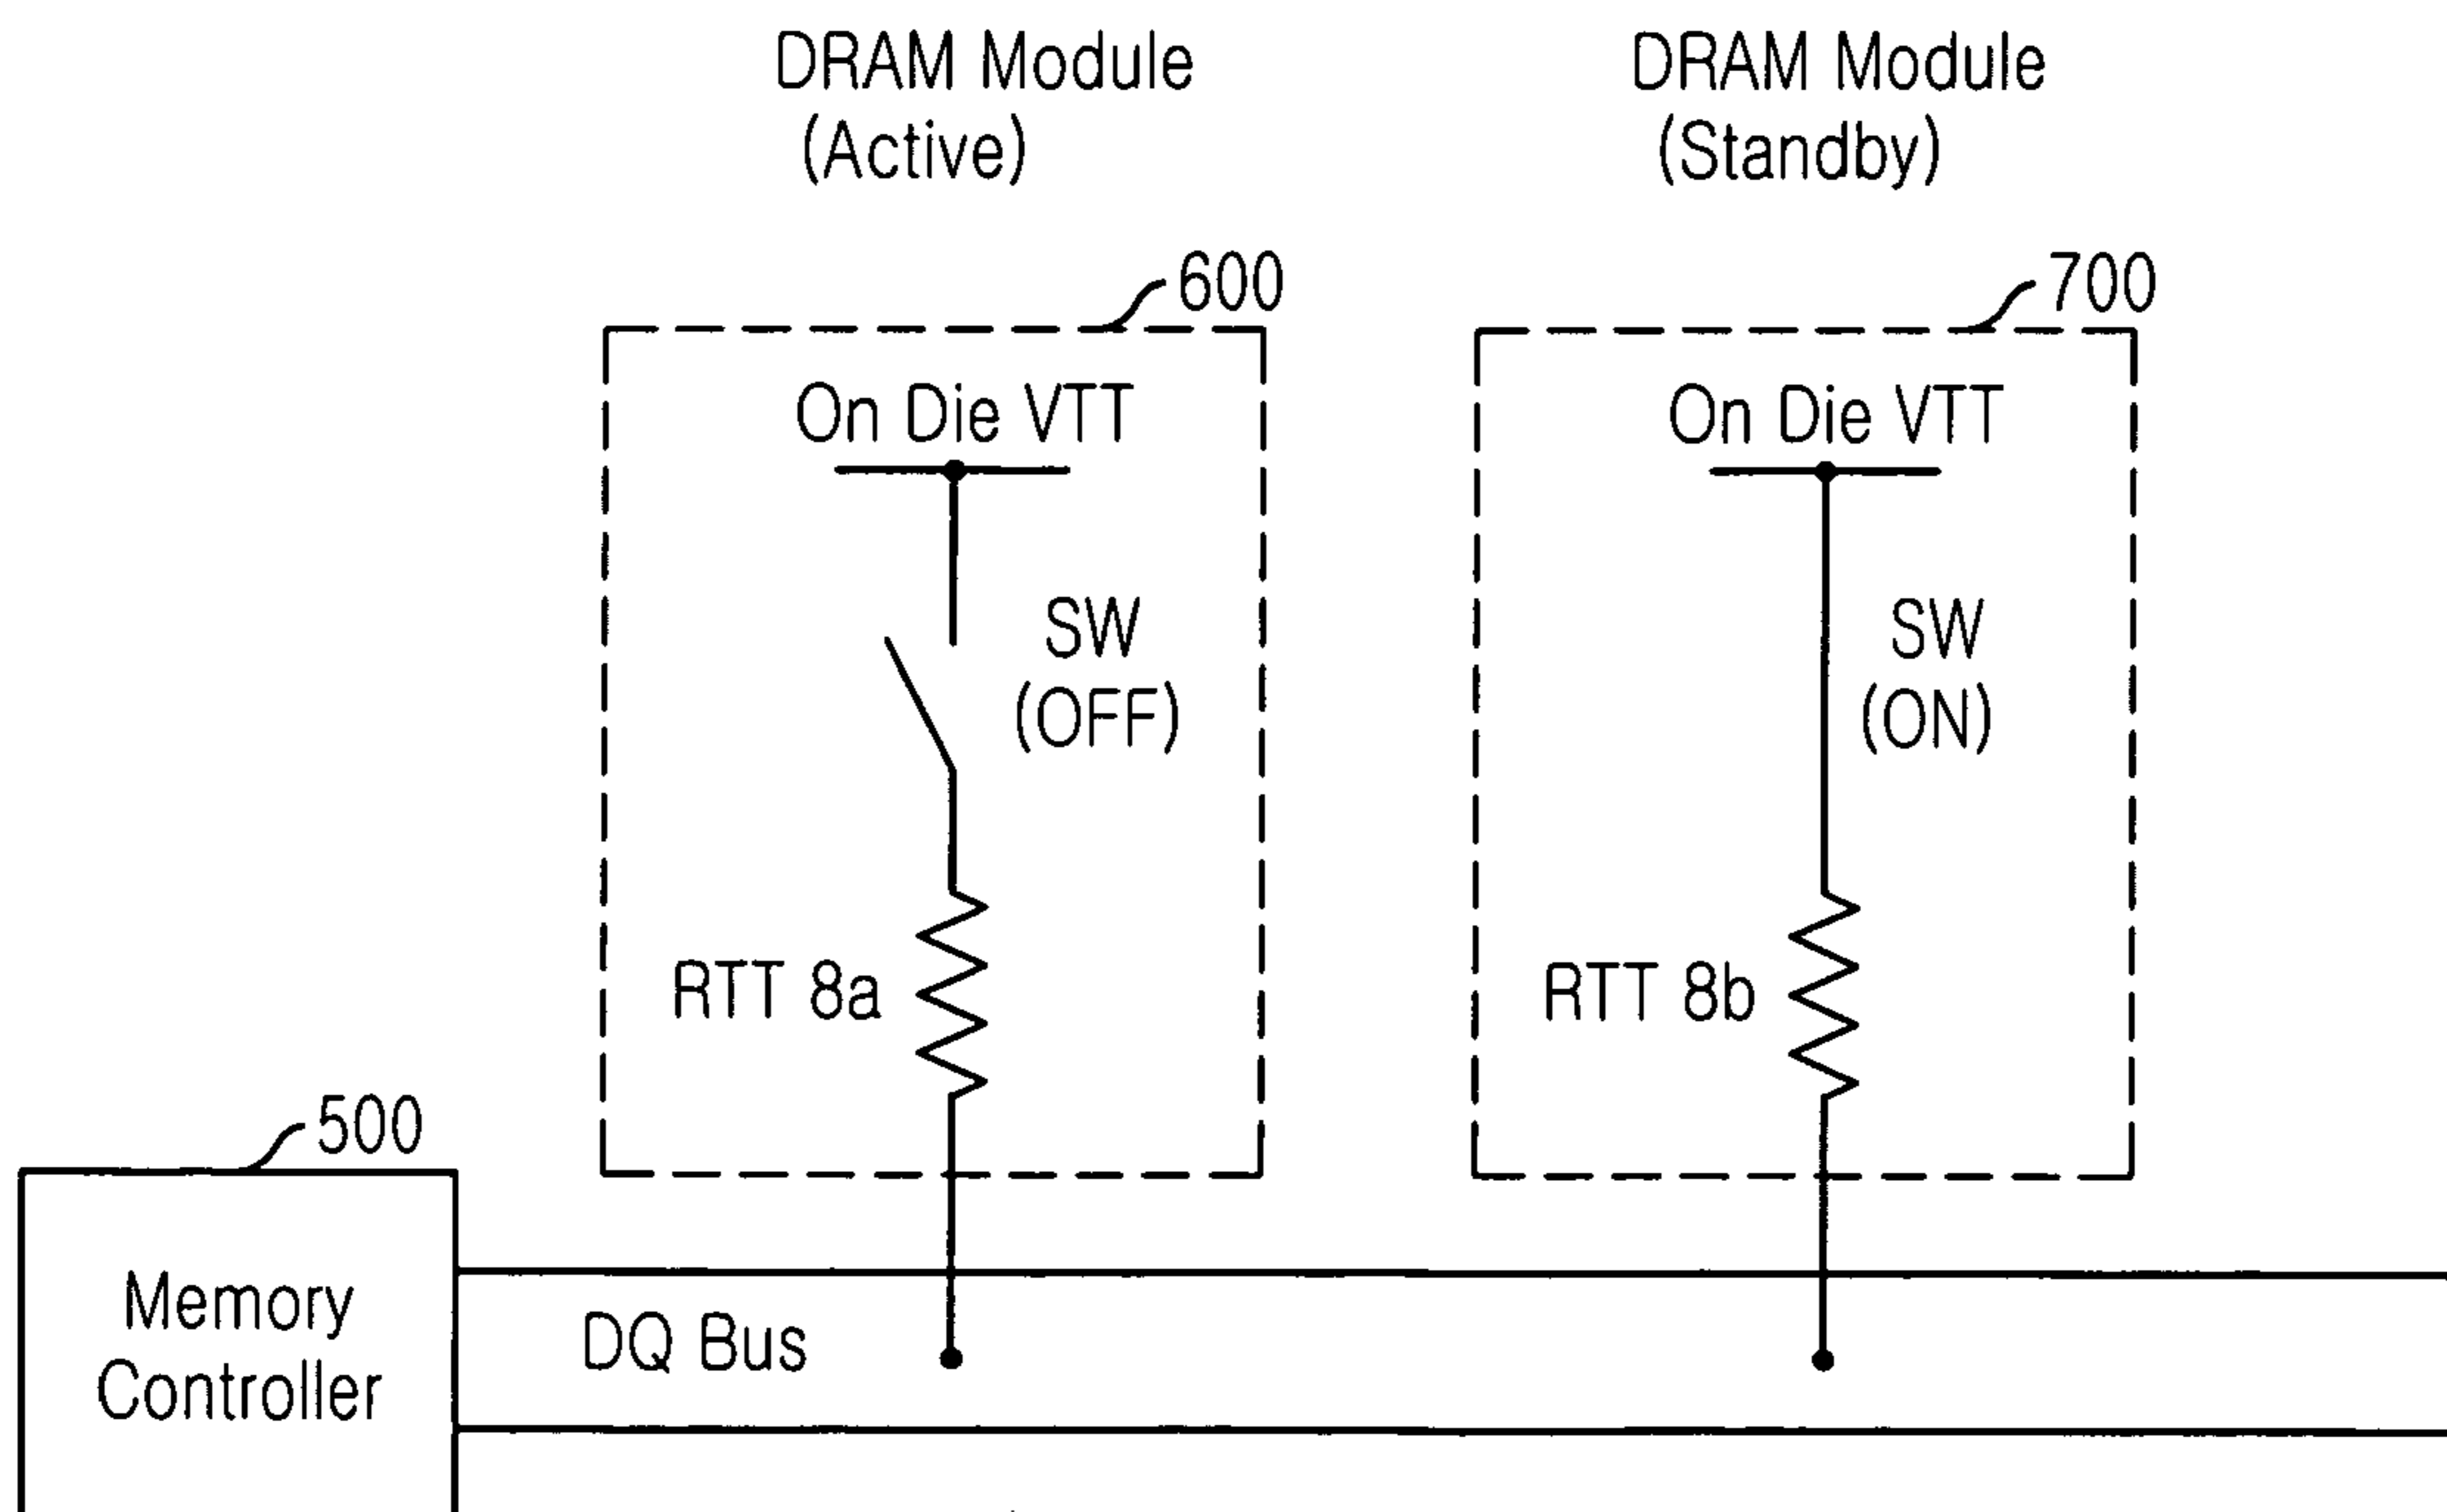 DRAM Module
(Active)
DRAM Module
(Standby)
600
700
On Die VTT
On Die VTT
SW
(OFF)
SW
(ON)
RTT 8a
RTT 8b
500
Memory
Controller
DQ Bus